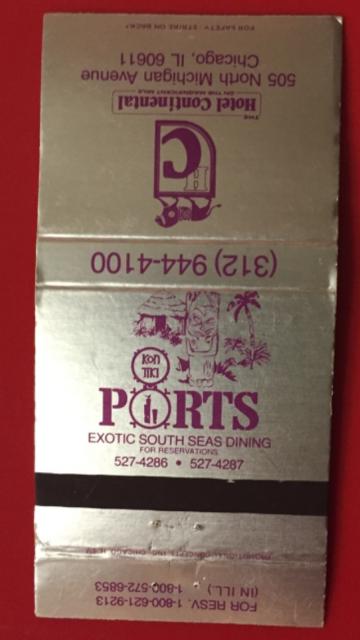 FOR SAFETY - STRIKE ON BACK
505 North Michigan Avenue
Chicago, IL 60611
THE
Hotel Continental
ON THE MAGNIFICENT MILE
H
C
(312) 944-4100
KON
TIKI
PORTS
EXOTIC SOUTH SEAS DINING
FOR RESERVATIONS
527-4286 • 527-4287
FOR RESV. 1-800-621-9213
(IN ILL) 1-800-572-6853